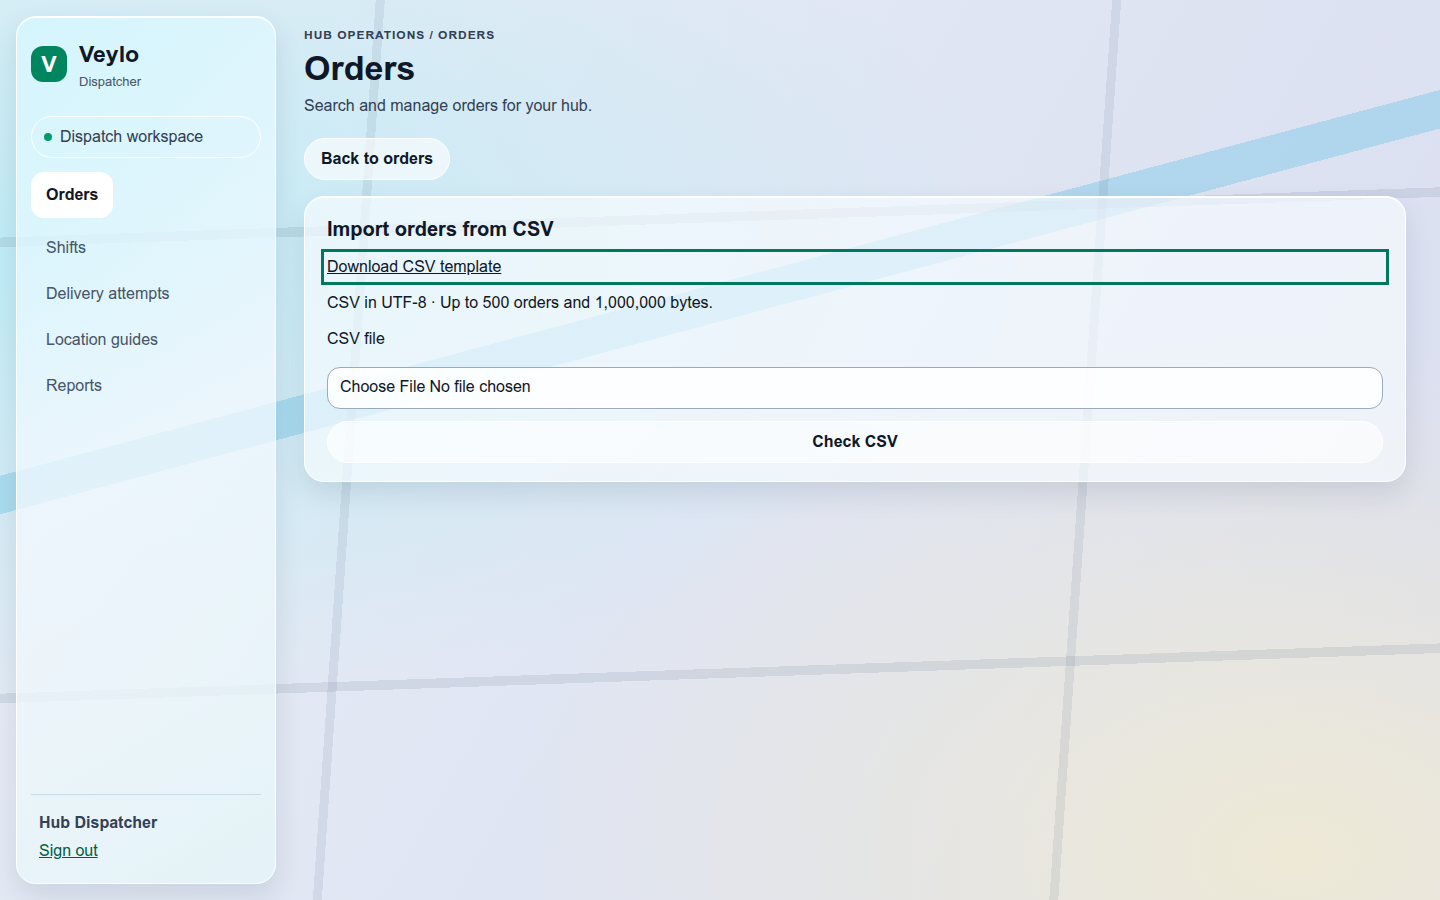 V
Veylo
Dispatcher
Dispatch workspace
Orders
Shifts
Delivery attempts
Location guides
Reports
Hub Dispatcher
Sign out
HUB OPERATIONS / ORDERS
Orders
Search and manage orders for your hub.
Back to orders
Import orders from CSV
Download CSV template
CSV in UTF-8 · Up to 500 orders and 1,000,000 bytes.
CSV file
Choose File No file chosen
Check CSV